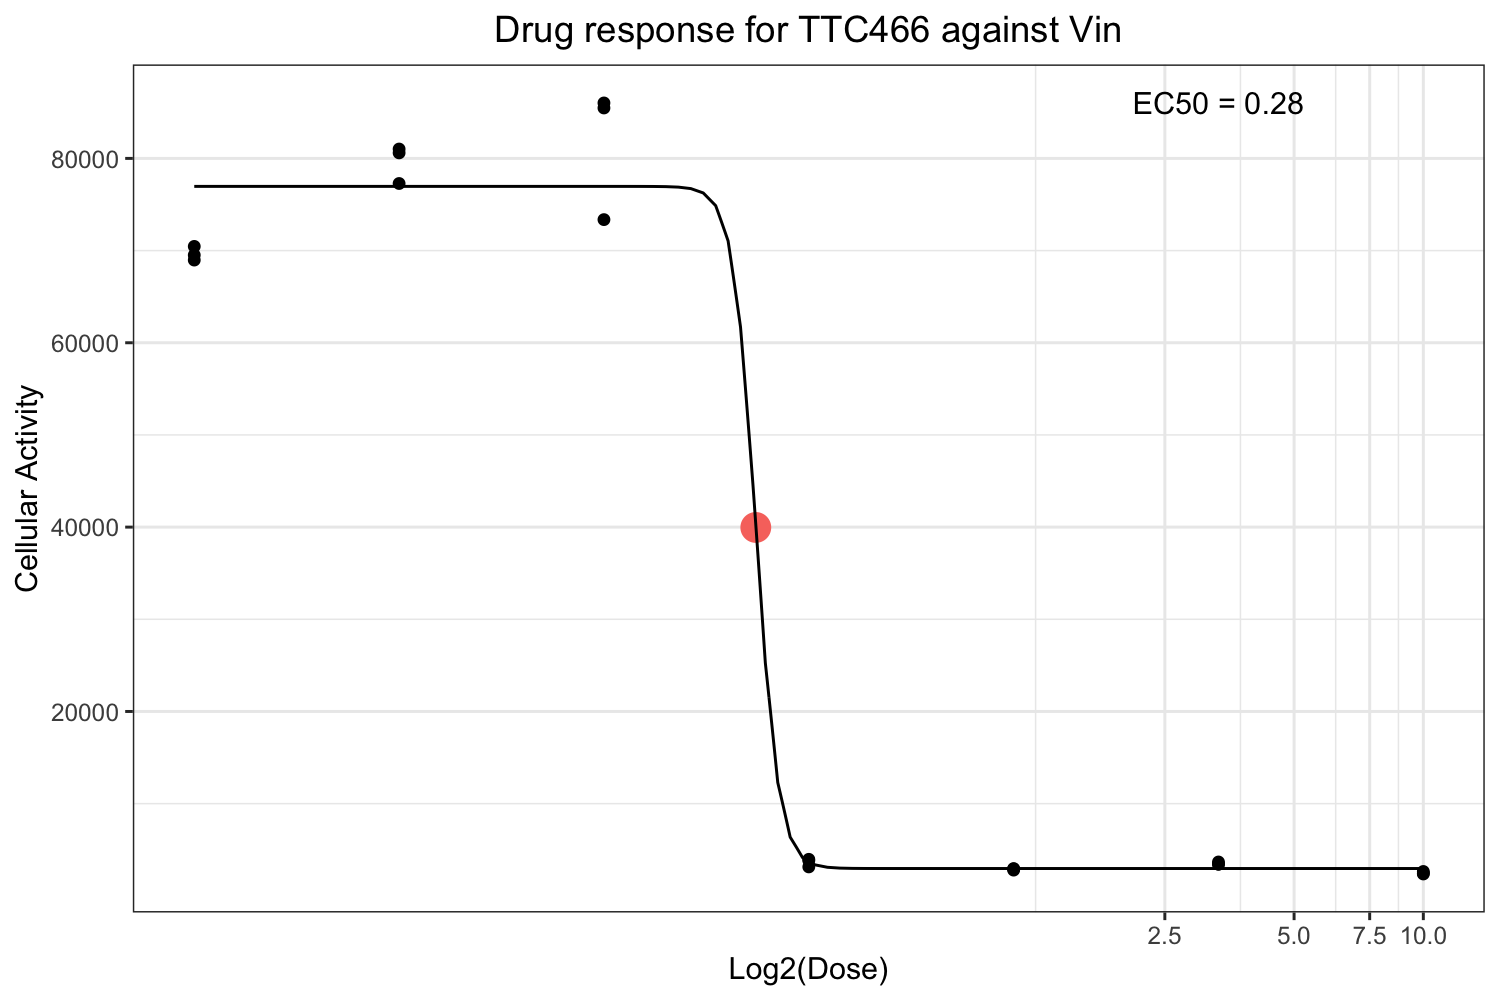 Drug response for TTC466 against Vin
EC50 = 0.28
80000
60000
40000
20000
Cellular Activity
2.5 5.0 7.5 10.0
Log2(Dose)